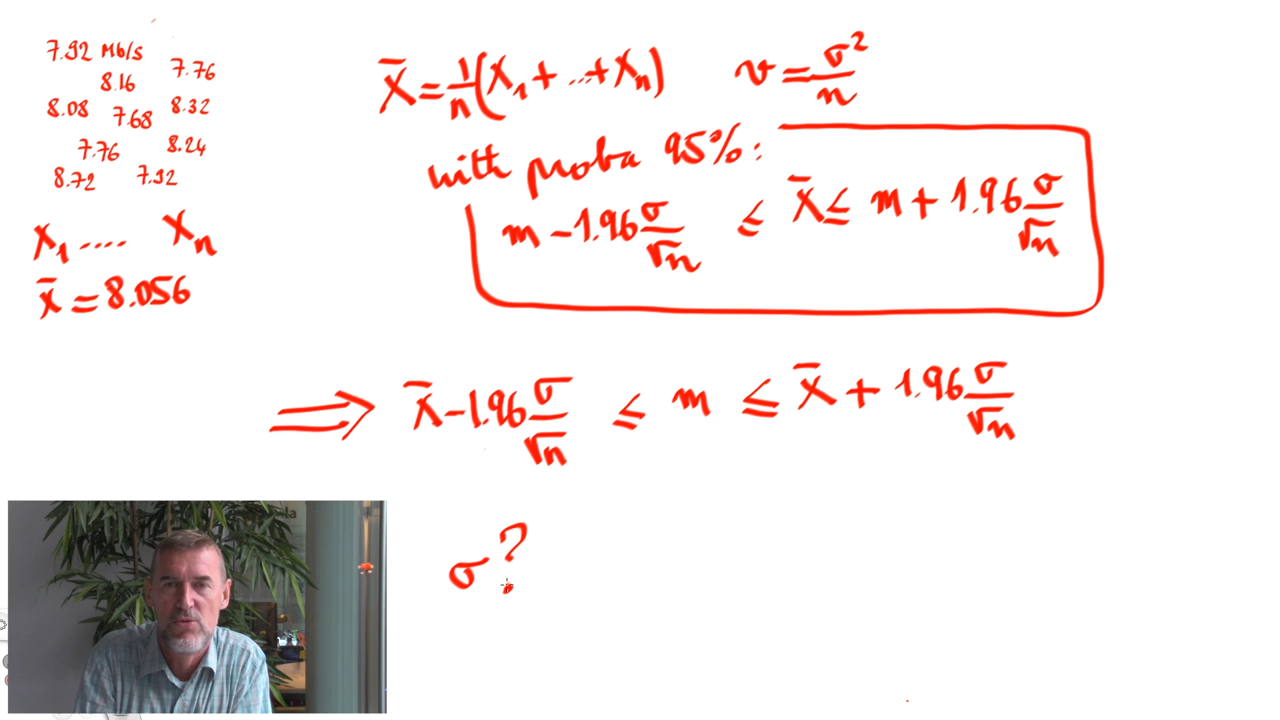 7.92 Mb/s
8.16 7.76
8.08 7.68 8.32
7.76 8.24
8.72 7.92
X₁ .... Xₙ
x̄ = 8.056
X̄ = 1/n (X₁ + ... + Xₙ) v = σ²/n
with proba 95%:
m - 1.96 σ/√n ≤ X̄ ≤ m + 1.96 σ/√n
⟹ X̄ - 1.96 σ/√n ≤ m ≤ X̄ + 1.96 σ/√n
σ?